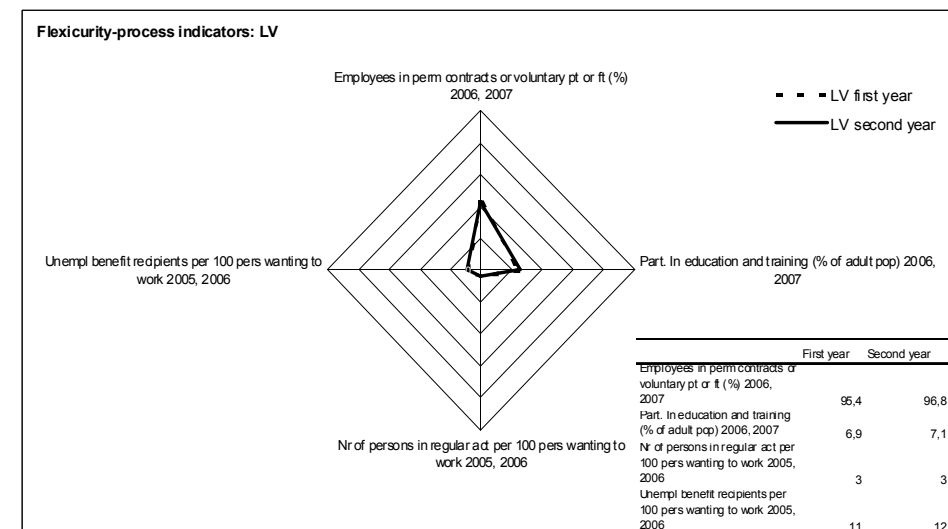 Flexicurity-process indicators: LV
Employees in perm contracts or voluntary pt or ft (%)
2006, 2007
LV first year
LV second year
Unempl benefit recipients per 100 pers wanting to
work 2005, 2006
Part. In education and training (% of adult pop) 2006,
2007
Nr of persons in regular act per 100 pers wanting to
work 2005, 2006
First year Second year
Employees in perm contracts or
voluntary pt or ft (%) 2006,
2007 95,4 96,8
Part. In education and training
(% of adult pop) 2006, 2007 6,9 7,1
Nr of persons in regular act per
100 pers wanting to work 2005,
2006 3 3
Unempl benefit recipients per
100 pers wanting to work 2005,
2006 11 12